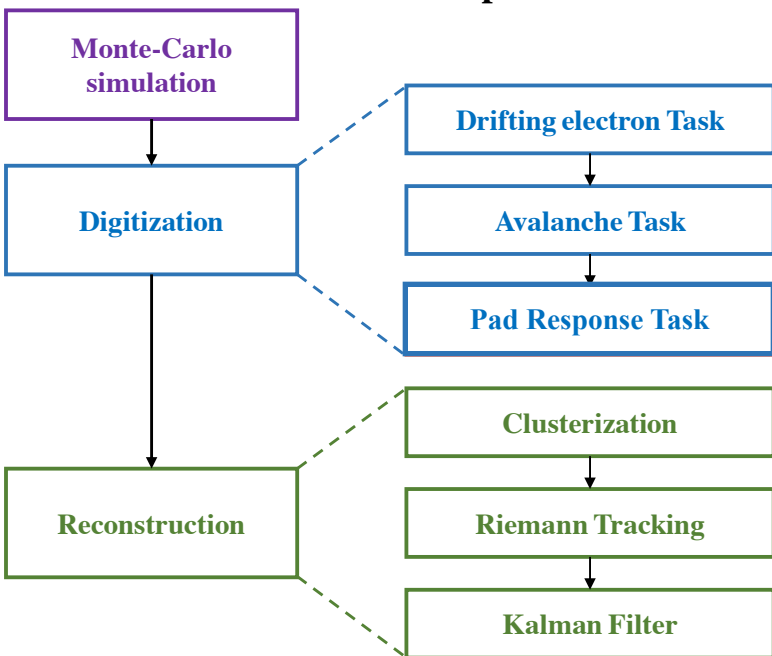 Monte-Carlo
simulation
Digitization
Reconstruction
Drifting electron Task
Avalanche Task
Pad Response Task
Clusterization
Riemann Tracking
Kalman Filter